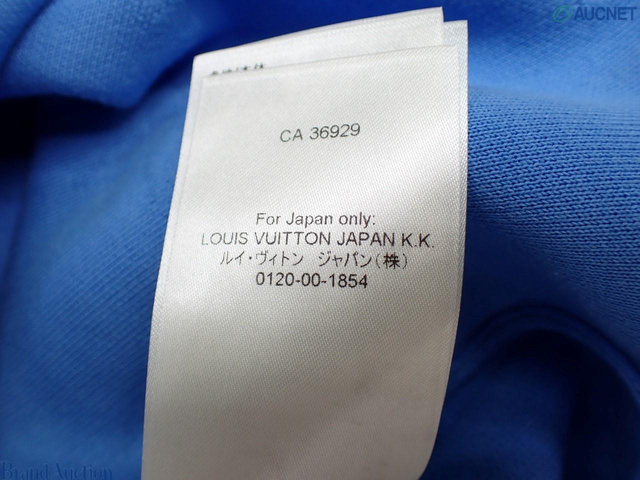 AUCNET
CA 36929
For Japan only:
LOUIS VUITTON JAPAN K.K.
ルイ・ヴィトン ジャパン(株)
0120-00-1854
Brand Auction